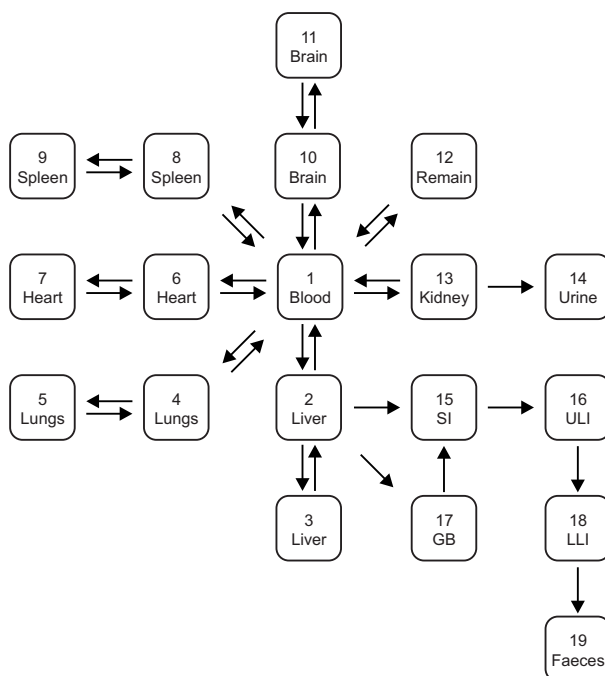 11
Brain
9
Spleen
8
Spleen
10
Brain
12
Remain
7
Heart
6
Heart
1
Blood
13
Kidney
14
Urine
5
Lungs
4
Lungs
2
Liver
15
SI
16
ULI
3
Liver
17
GB
18
LLI
19
Faeces